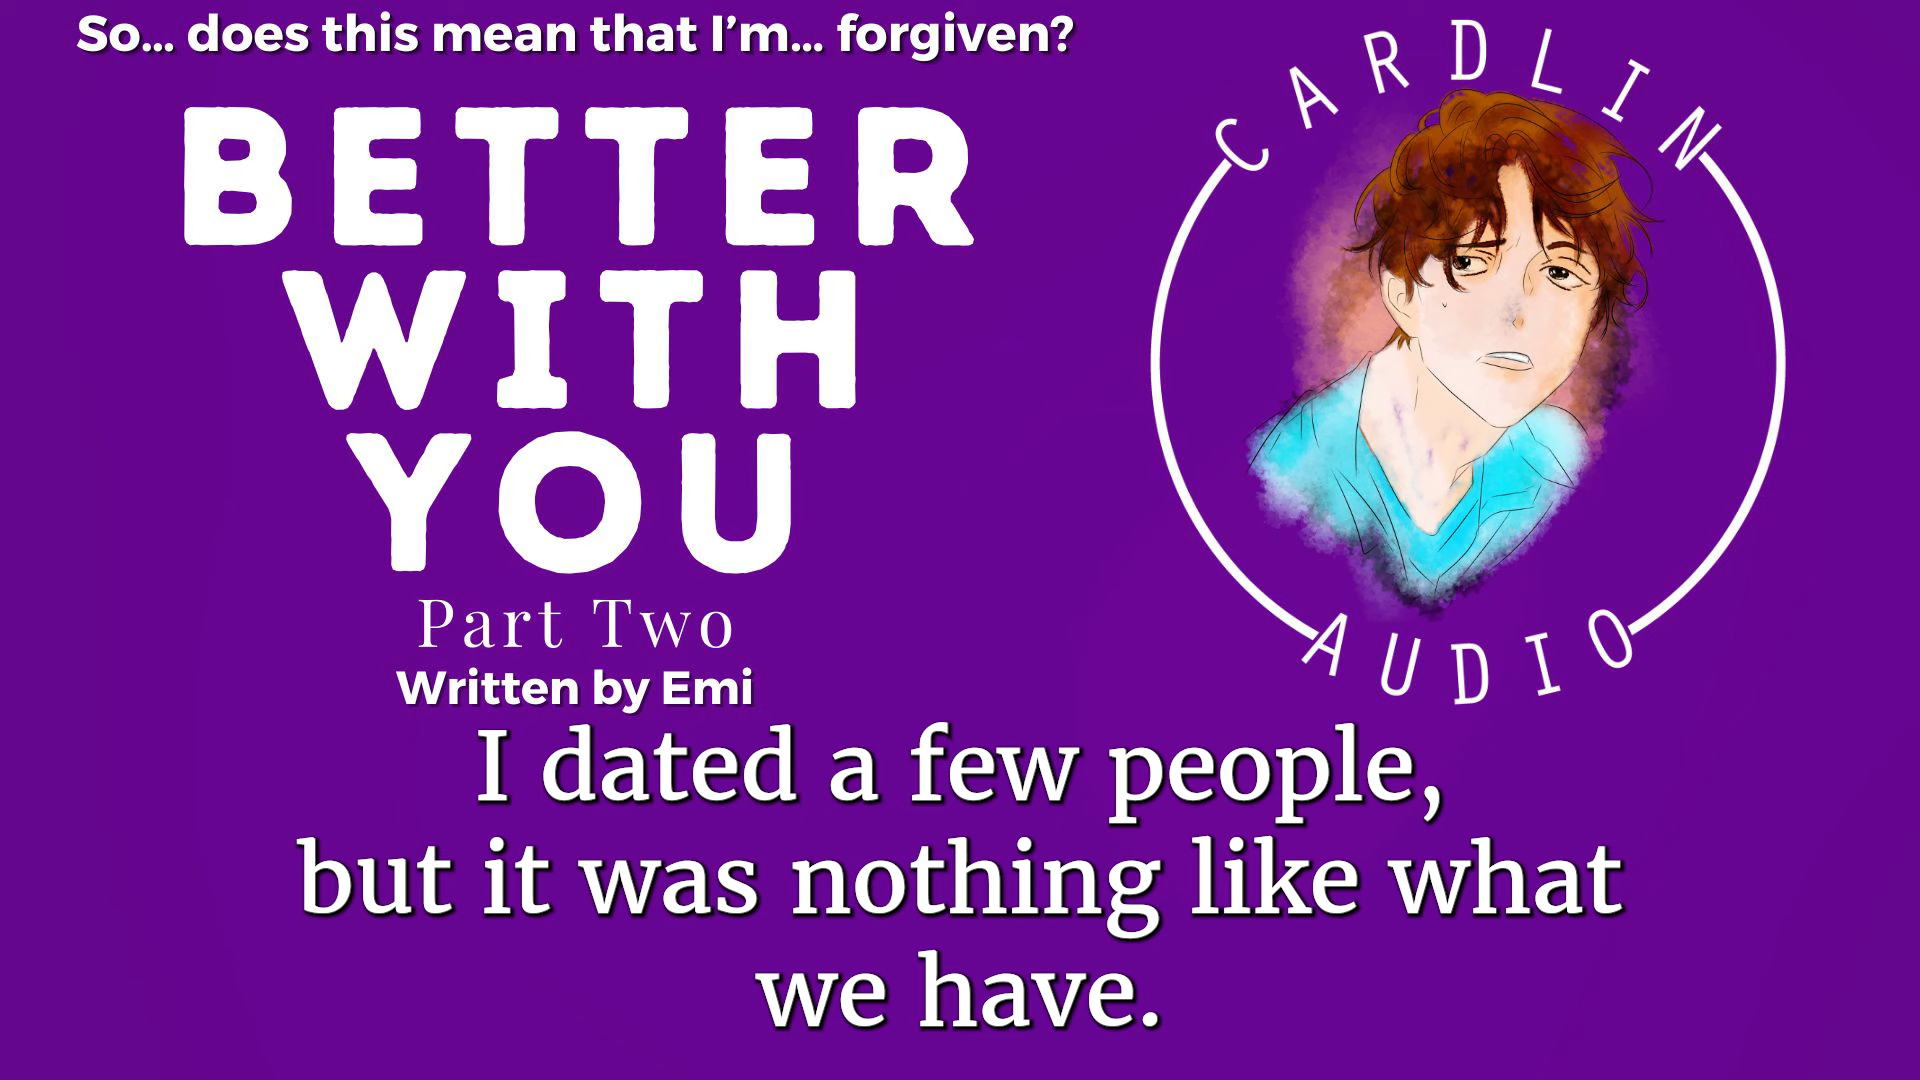 So... does this mean that I’m... forgiven?
BETTER
WITH
YOU
Part Two
Written by Emi
CARDLIN
AUDIO
I dated a few people,
but it was nothing like what
we have.